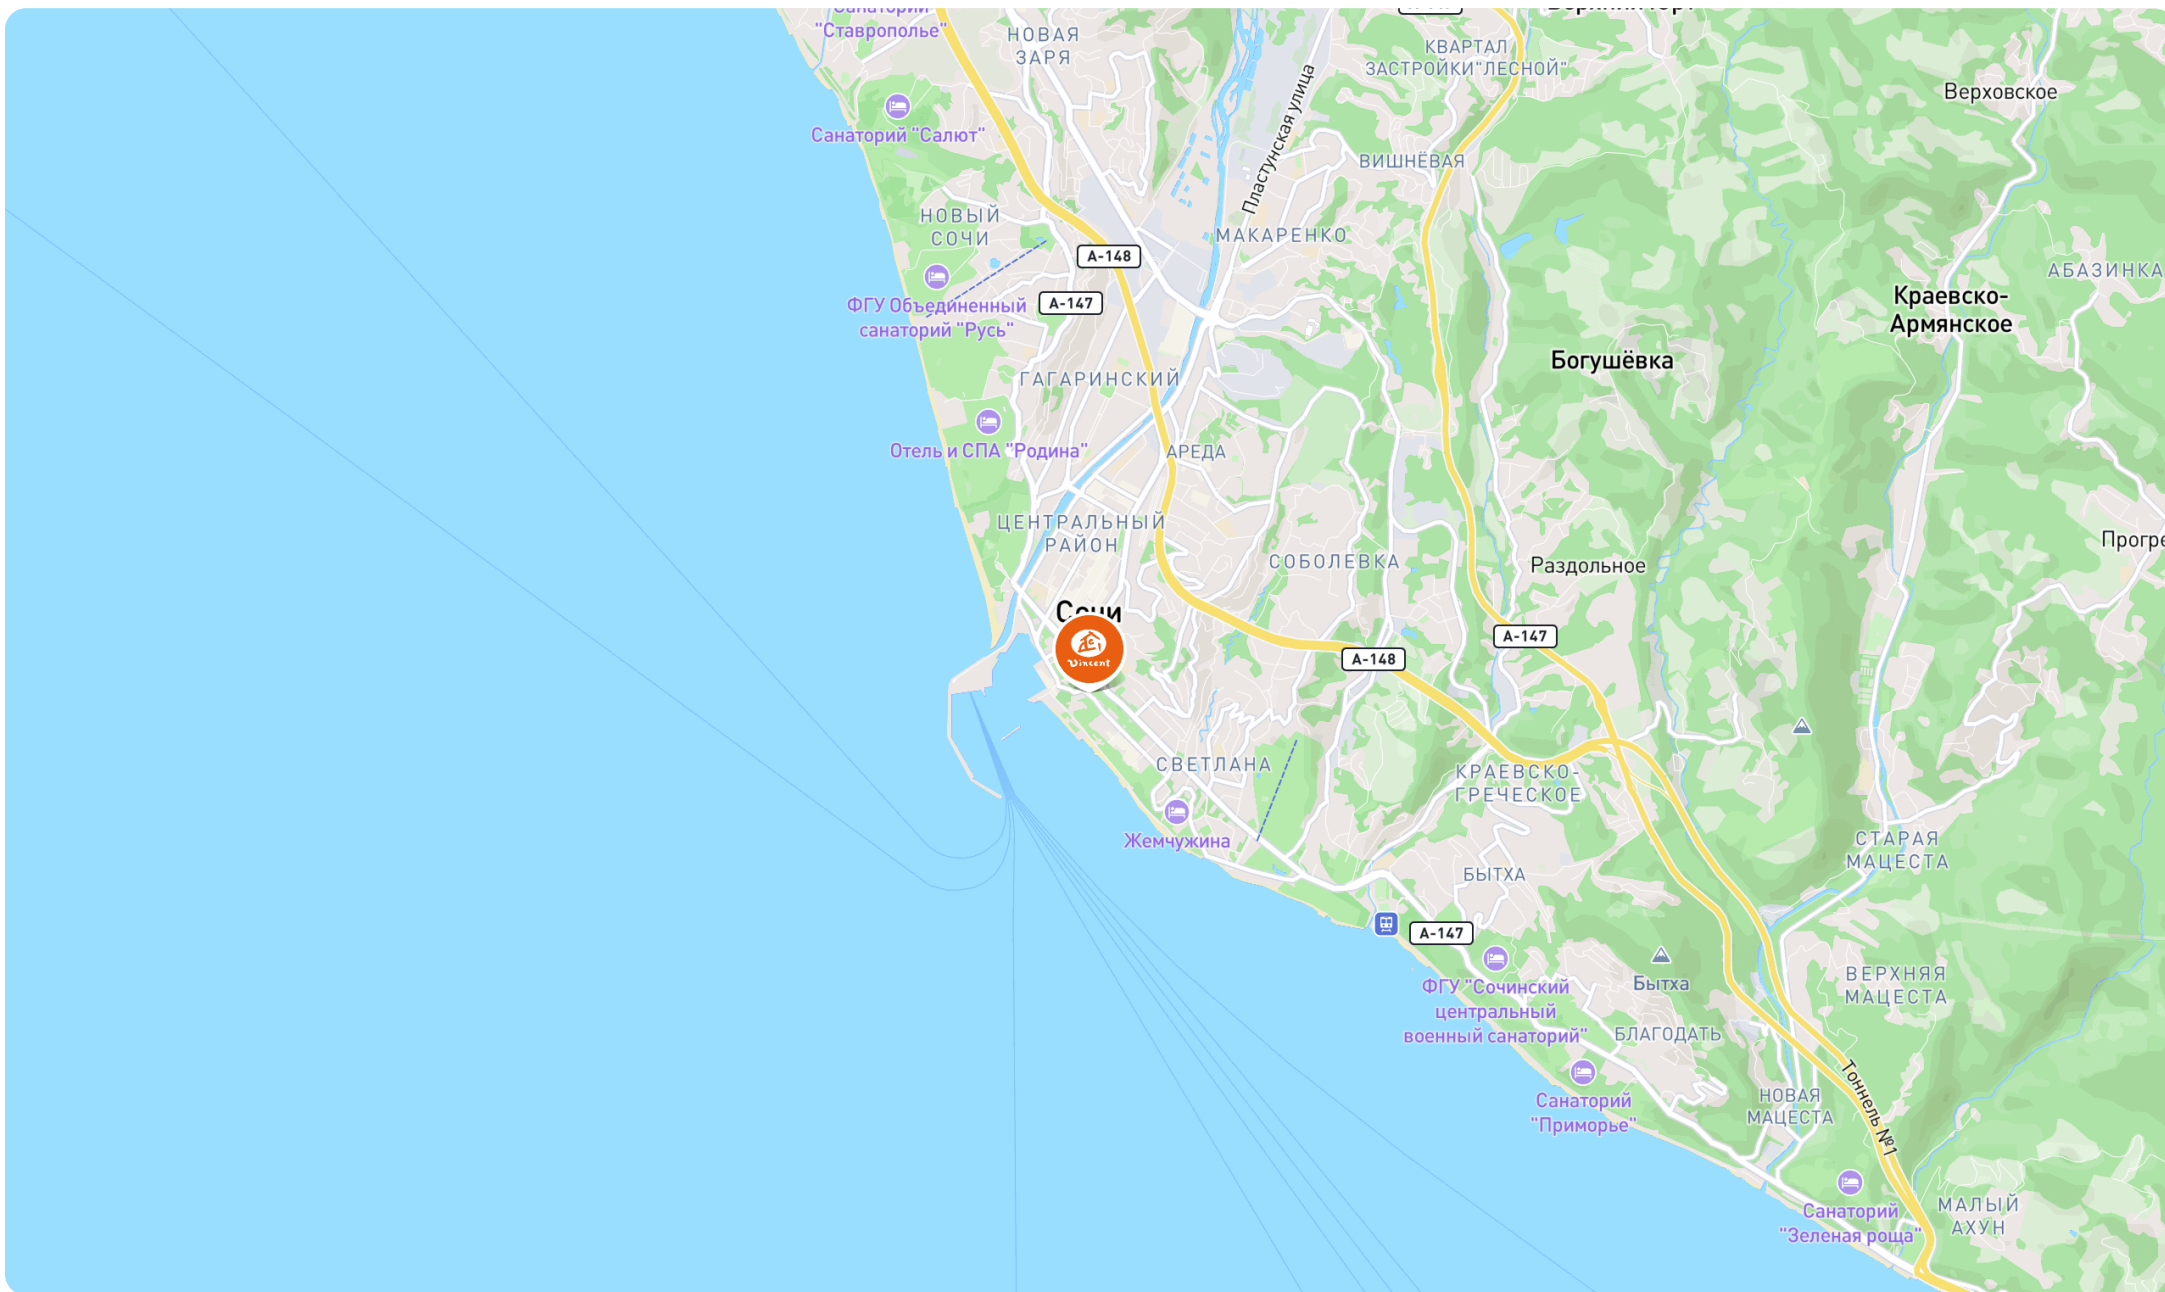 Санаторий
"Ставрополье"
НОВАЯ
ЗАРЯ
КВАРТАЛ
ЗАСТРОЙКИ"ЛЕСНОЙ"
Верховское
Санаторий "Салют"
Пластунская улица
ВИШНЁВАЯ
НОВЫЙ
СОЧИ
МАКАРЕНКО
А-148
АБАЗИНКА
А-147
ФГУ Объединенный
санаторий "Русь"
Краевско-
Армянское
Богушёвка
ГАГАРИНСКИЙ
Отель и СПА "Родина"
АРЕДА
ЦЕНТРАЛЬНЫЙ
РАЙОН
Прогре
СОБОЛЕВКА
Раздольное
Сочи
Vincent
А-147
А-148
СВЕТЛАНА
КРАЕВСКО-
ГРЕЧЕСКОЕ
Жемчужина
СТАРАЯ
МАЦЕСТА
БЫТХА
А-147
ФГУ "Сочинский
центральный
военный санаторий"
Бытха
ВЕРХНЯЯ
МАЦЕСТА
БЛАГОДАТЬ
Санаторий
"Приморье"
НОВАЯ
МАЦЕСТА
Тоннель №1
Санаторий
"Зеленая роща"
МАЛЫЙ
АХУН